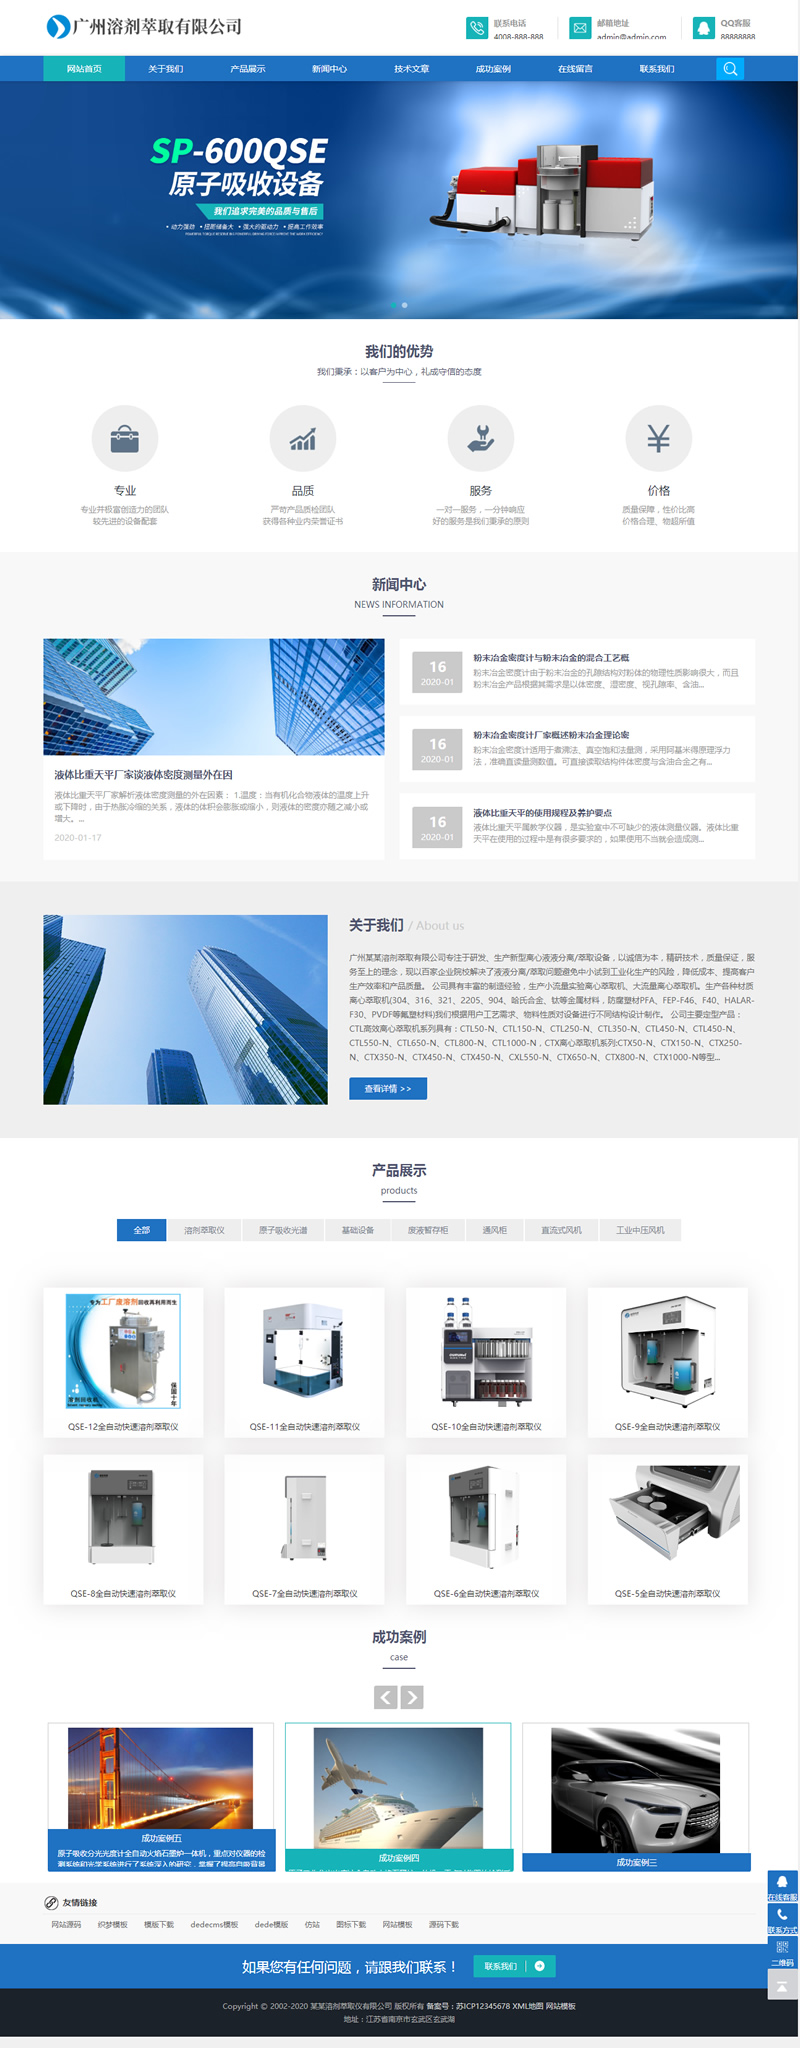 广州溶剂萃取有限公司
联系电话
4008-888-888
邮箱地址
admin@admin.com
QQ客服
88888888
网站首页
关于我们
产品展示
新闻中心
技术文章
成功案例
在线留言
联系我们
SP-600QSE
原子吸收设备
我们追求完美的品质与售后
• 动力强劲 • 扭矩储备大 • 强大的驱动力 • 提高工作效率
我们的优势
我们秉承：以客户为中心，礼成守信的态度
专业
专业并极富创造力的团队
较先进的设备配套
品质
严苛产品质检团队
获得各种业内荣誉证书
服务
一对一服务，一分钟响应
好的服务是我们秉承的原则
价格
质量保障，性价比高
价格合理、物超所值
新闻中心
NEWS INFORMATION
液体比重天平厂家谈液体密度测量外在因
液体比重天平厂家解析液体密度测量的外在因素： 1.温度：当有机化合物液体的温度上升
或下降时，由于热胀冷缩的关系，液体的体积会膨胀或缩小，则液体的密度亦随之减小或
增大。...
2020-01-17
16
2020-01
粉末冶金密度计与粉末冶金的混合工艺概
粉末冶金密度计由于粉末冶金的孔隙结构对粉体的物理性质影响很大，而且
粉末冶金产品根据其需求是以体密度、湿密度、视孔隙率、含油...
16
2020-01
粉末冶金密度计厂家概述粉末冶金理论密
粉末冶金密度计适用于煮沸法、真空饱和法量测，采用阿基米得原理浮力
法，准确直读量测数值。可直接读取结构件体密度与含油合金之有...
16
2020-01
液体比重天平的使用规程及养护要点
液体比重天平属教学仪器，是实验室中不可缺少的液体测量仪器。液体比重
天平在使用的过程中是有很多要求的，如果使用不当就会造成测...
关于我们 / About us
广州某某溶剂萃取有限公司专注于研发、生产新型离心液液分离/萃取设备，以诚信为本，精研技术，质量保证，服
务至上的理念，现以百家企业院校解决了液液分离/萃取问题避免中小试到工业化生产的风险，降低成本、提高客户
生产效率和产品质量。 公司具有丰富的制造经验，生产小流量实验离心萃取机、大流量离心萃取机。生产各种材质
离心萃取机(304、316、321、2205、904、哈氏合金、钛等金属材料，防腐塑材PFA、FEP-F46、F40、HALAR-
F30、PVDF等氟塑材料)我们根据用户工艺需求、物料性质对设备进行不同结构设计制作。 公司主要定型产品：
CTL高效离心萃取机系列具有：CTL50-N、CTL150-N、CTL250-N、CTL350-N、CTL450-N、CTL450-N、
CTL550-N、CTL650-N、CTL800-N、CTL1000-N，CTX离心萃取机系列:CTX50-N、CTX150-N、CTX250-
N、CTX350-N、CTX450-N、CTX450-N、CXL550-N、CTX650-N、CTX800-N、CTX1000-N等型...
查看详情 >>
产品展示
products
全部
溶剂萃取仪
原子吸收光谱
基础设备
废液暂存柜
通风柜
直流式风机
工业中压风机
专为工厂废溶剂回收再利用而生
溶剂回收机
保固十年
QSE-12全自动快速溶剂萃取仪
QSE-11全自动快速溶剂萃取仪
QSE-10全自动快速溶剂萃取仪
QSE-9全自动快速溶剂萃取仪
QSE-8全自动快速溶剂萃取仪
QSE-7全自动快速溶剂萃取仪
QSE-6全自动快速溶剂萃取仪
QSE-5全自动快速溶剂萃取仪
成功案例
case
成功案例五
原子吸收分光光度计全自动火焰石墨炉一体机，重点对仪器的检
测系统和光学系统进行了系统深入的研究，掌握了提高自吸背景
成功案例四
成功案例三
友情链接
网站源码
织梦模板
模版下载
dedecms模板
dede模版
仿站
图标下载
网站模板
源码下载
在线客服
联系方式
二维码
如果您有任何问题，请跟我们联系！
联系我们
Copyright © 2002-2020 某某溶剂萃取仪有限公司 版权所有 备案号：苏ICP12345678 XML地图 网站模板
地址：江苏省南京市玄武区玄武湖